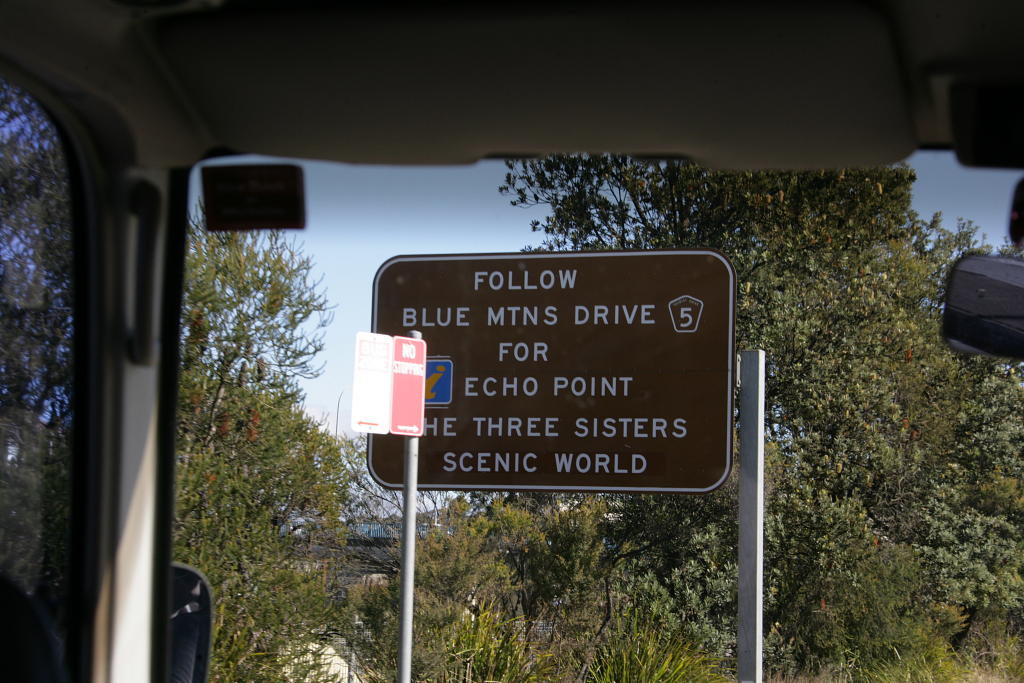 FOLLOW
BLUE MTNS DRIVE 5
FOR
i ECHO POINT
HE THREE SISTERS
SCENIC WORLD
NO
STOPPING